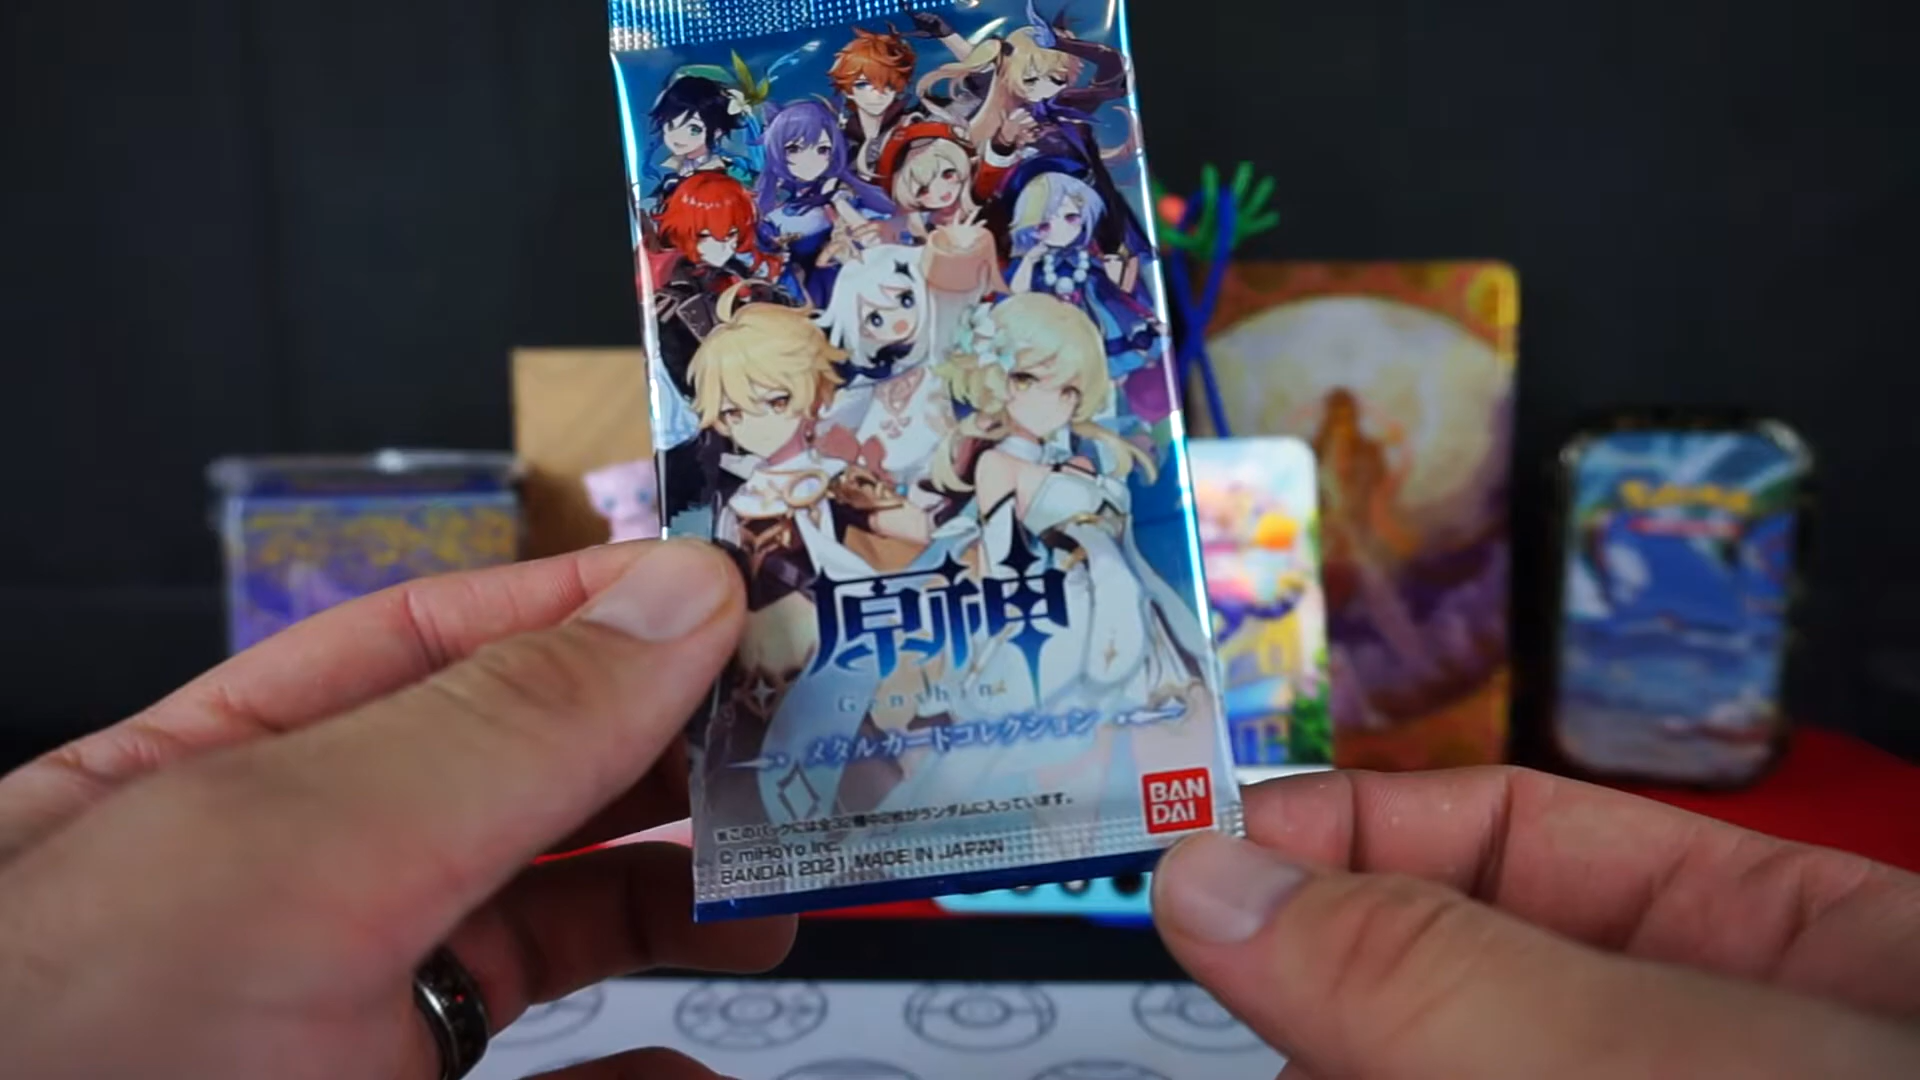 原神
Genshin
メタルカードコレクション
BAN
DAI
※このパックには全32種中2枚がランダムに入っています。
© miHoYo Inc.
BANDAI 2021 MADE IN JAPAN